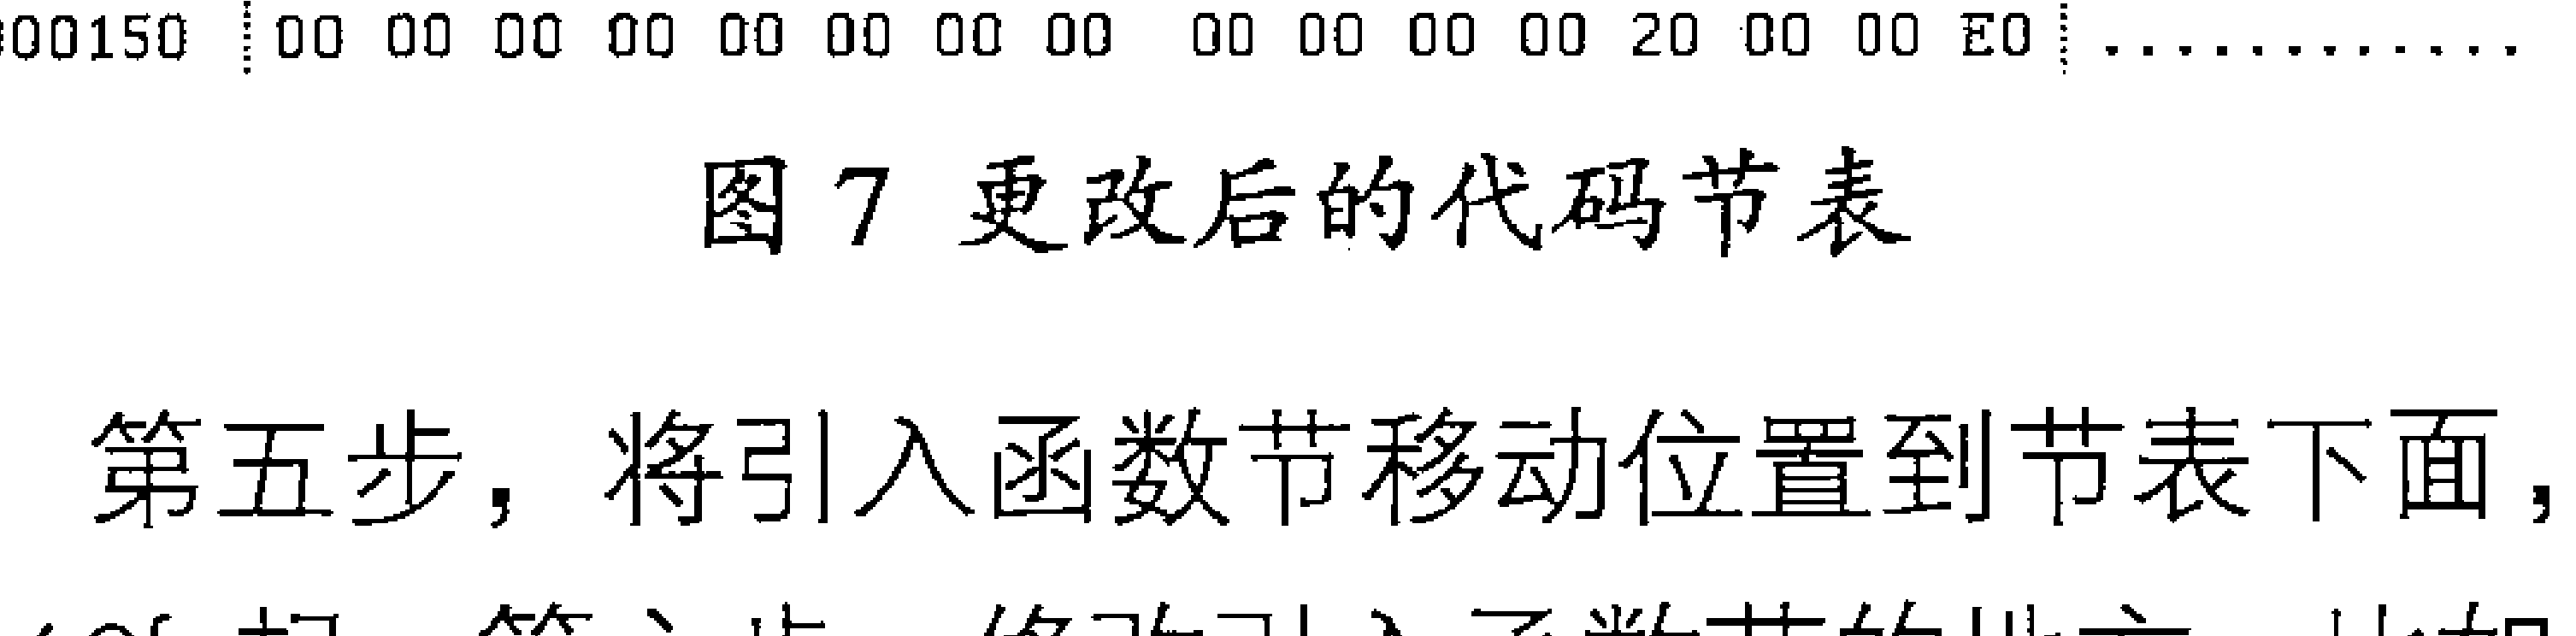 00150 00 00 00 00 00 00 00 00 00 00 00 00 20 00 00 E0 ............
图 7 更改后的代码节表
第五步，将引入函数节移动位置到节表下面，